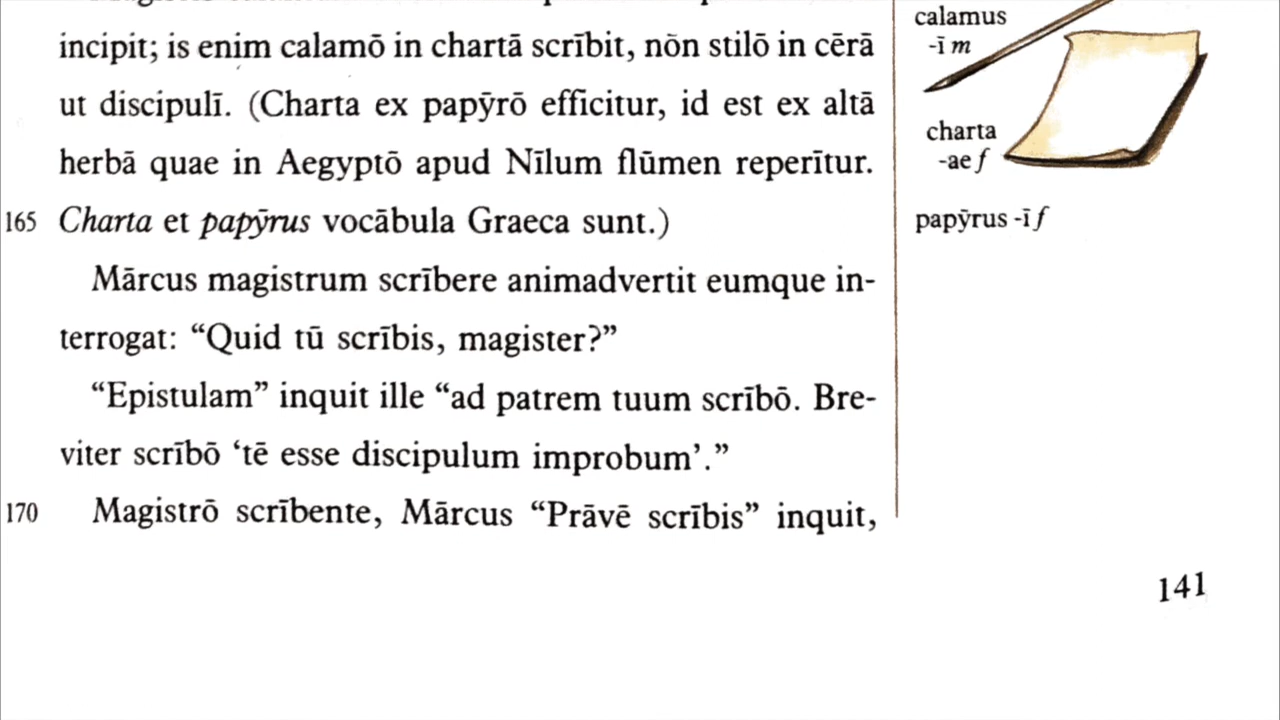 incipit; is enim calamō in chartā scrībit, nōn stilō in cērā
ut discipulī. (Charta ex papȳrō efficitur, id est ex altā
herbā quae in Aegyptō apud Nīlum flūmen reperītur.
165 Charta et papȳrus vocābula Graeca sunt.)
Mārcus magistrum scrībere animadvertit eumque in-
terrogat: “Quid tū scrībis, magister?”
“Epistulam” inquit ille “ad patrem tuum scrībō. Bre-
viter scrībō ‘tē esse discipulum improbum’.”
170 Magistrō scrībente, Mārcus “Prāvē scrībis” inquit,
calamus
-ī m
charta
-ae f
papȳrus -ī f
141